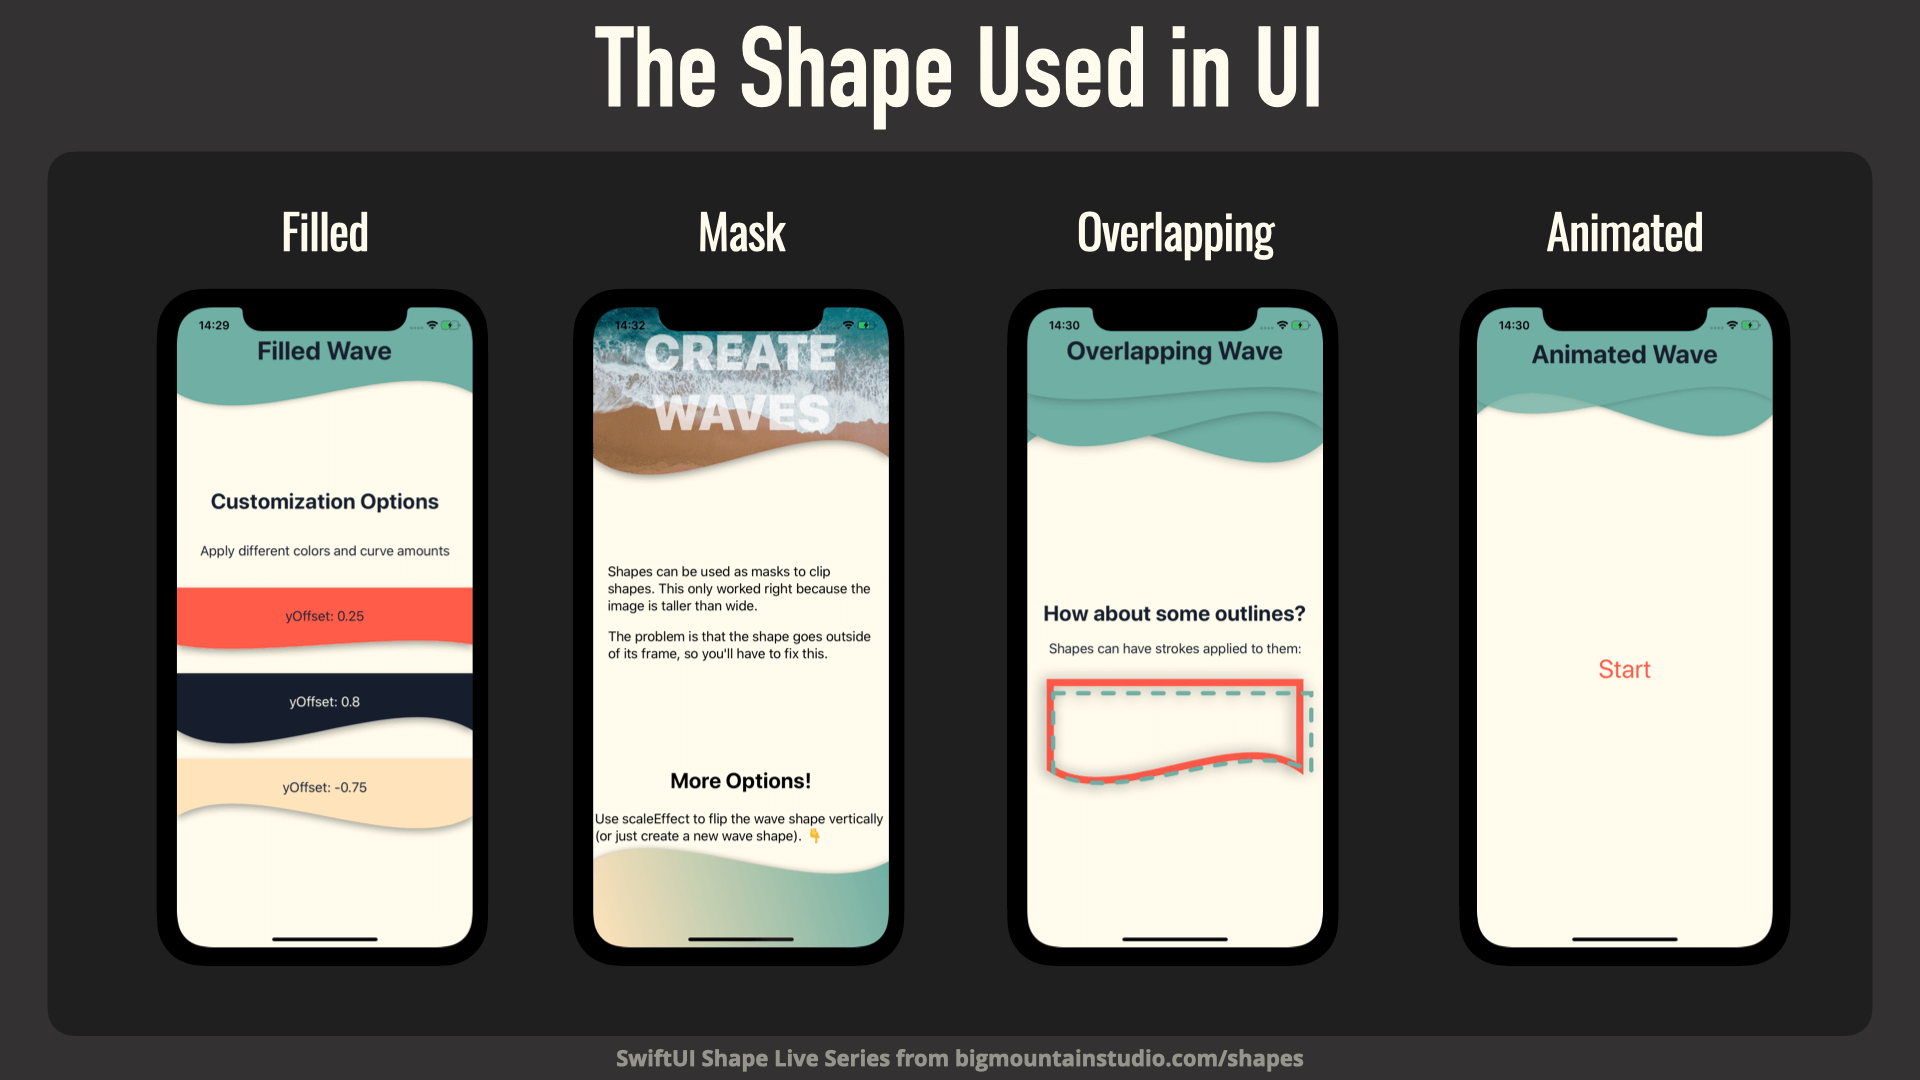 The Shape Used in UI
Filled
Mask
Overlapping
Animated
14:29
Filled Wave
Customization Options
Apply different colors and curve amounts
yOffset: 0.25
yOffset: 0.8
yOffset: -0.75
14:32
CREATE
WAVES
Shapes can be used as masks to clip
shapes. This only worked right because the
image is taller than wide.
The problem is that the shape goes outside
of its frame, so you'll have to fix this.
More Options!
Use scaleEffect to flip the wave shape vertically
(or just create a new wave shape). 👇
14:30
Overlapping Wave
How about some outlines?
Shapes can have strokes applied to them:
14:30
Animated Wave
Start
SwiftUI Shape Live Series from bigmountainstudio.com/shapes